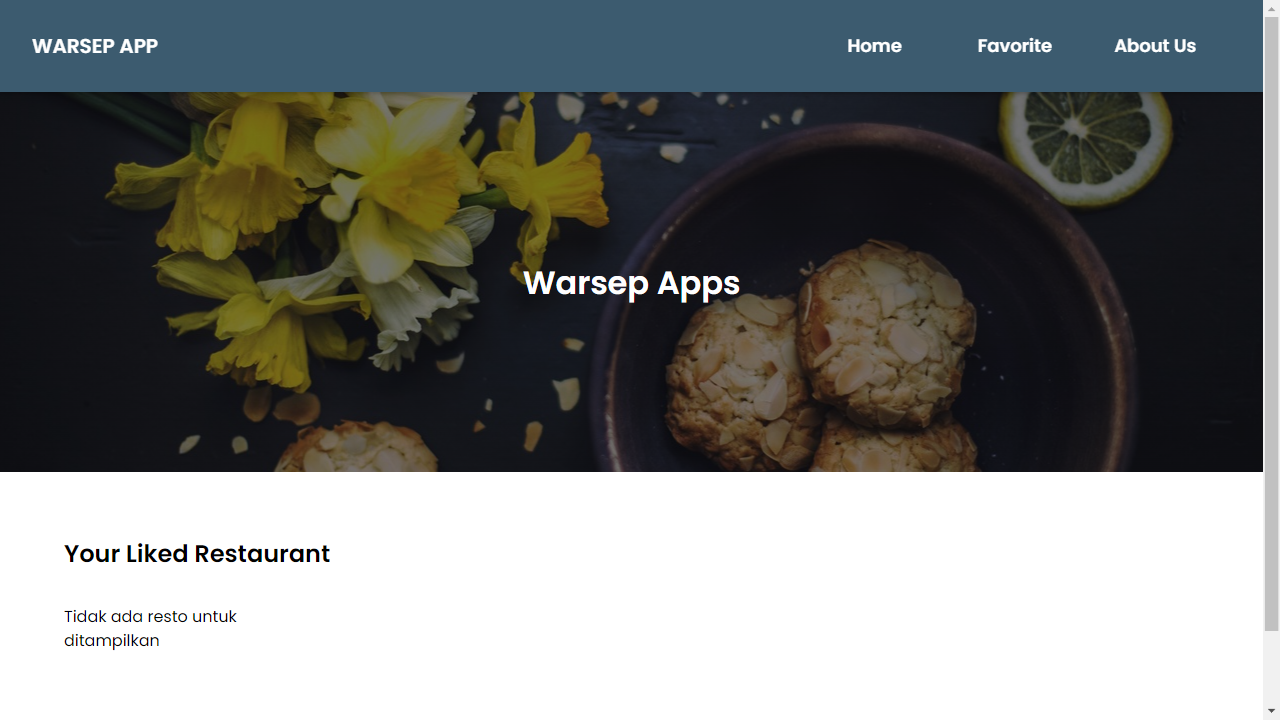 WARSEP APP
Home
Favorite
About Us
Warsep Apps
Your Liked Restaurant
Tidak ada resto untuk
ditampilkan